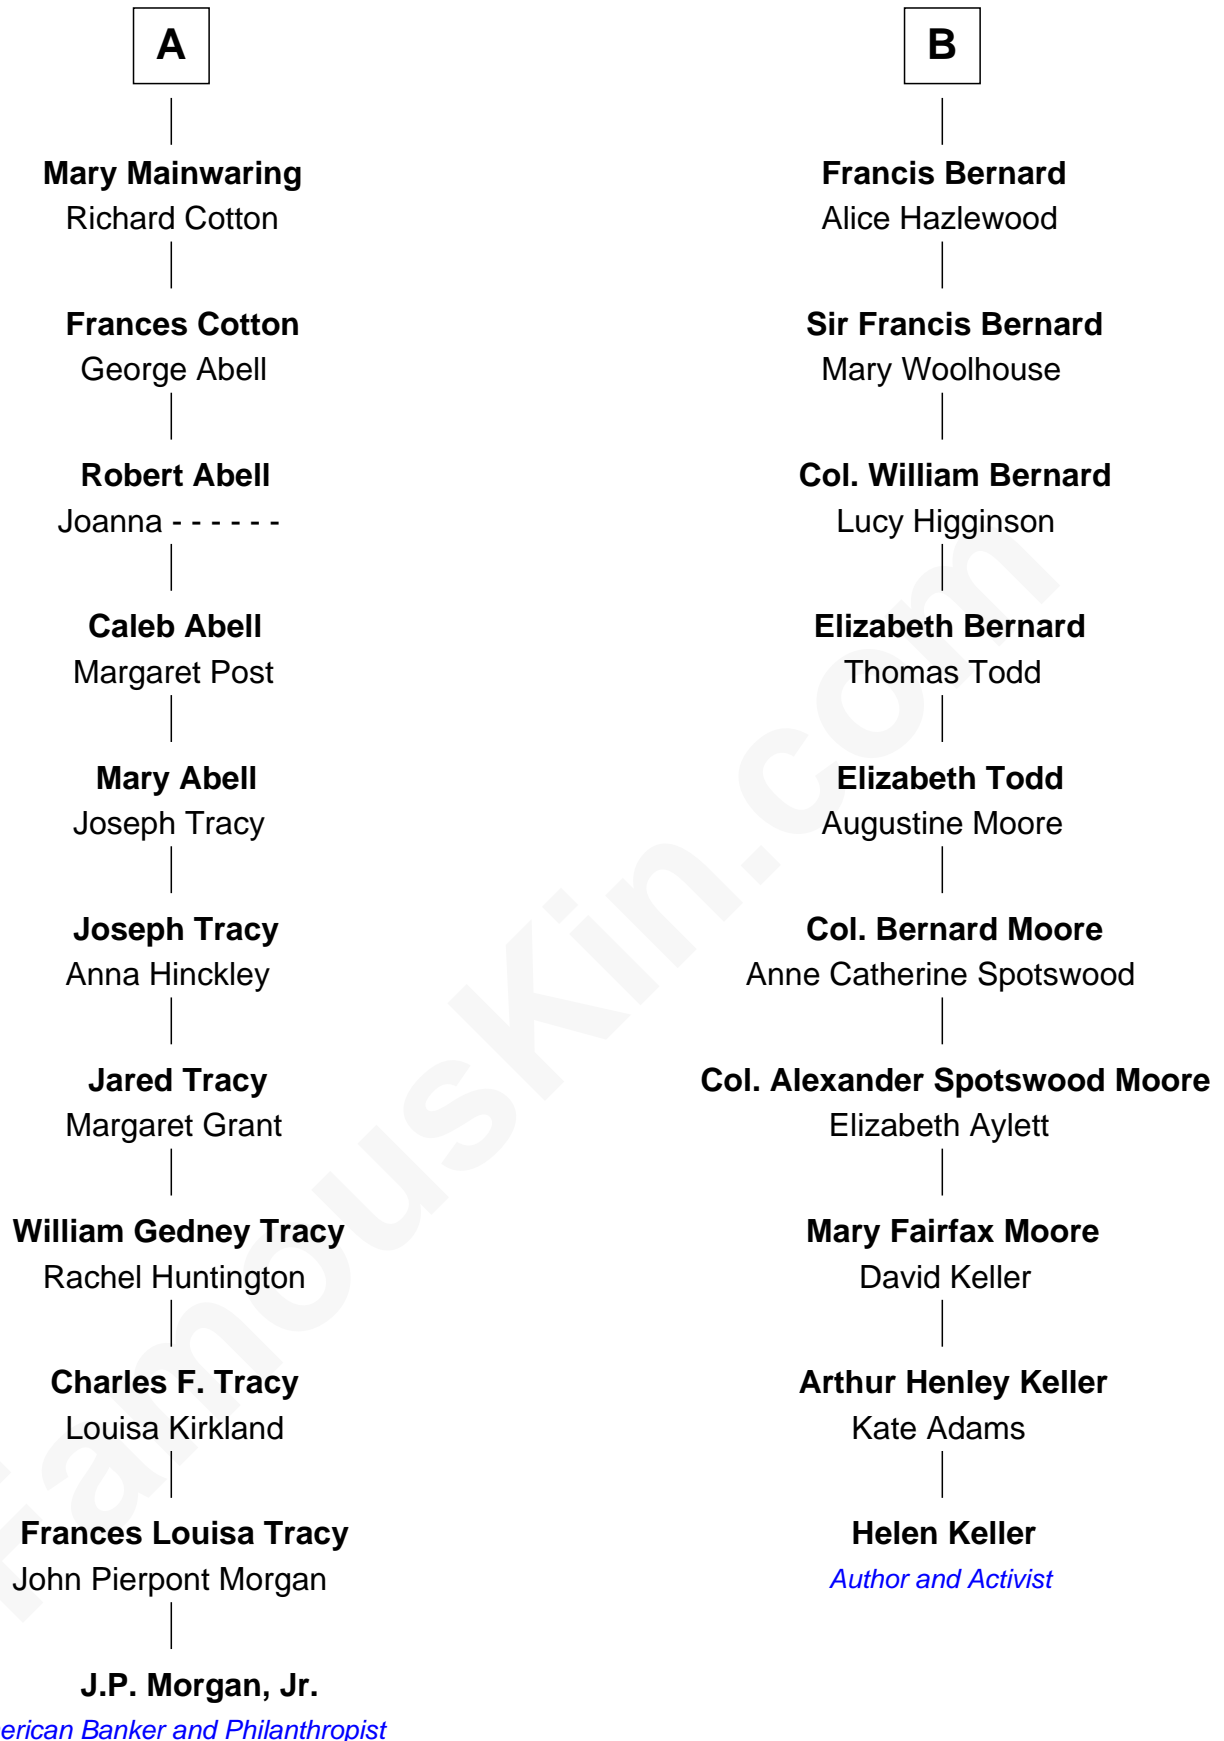 A
Mary Mainwaring
Richard Cotton
Frances Cotton
George Abell
Robert Abell
Joanna - - - - - -
Caleb Abell
Margaret Post
Mary Abell
Joseph Tracy
Joseph Tracy
Anna Hinckley
Jared Tracy
Margaret Grant
William Gedney Tracy
Rachel Huntington
Charles F. Tracy
Louisa Kirkland
Frances Louisa Tracy
John Pierpont Morgan
J.P. Morgan, Jr.
erican Banker and Philanthropist
B
Francis Bernard
Alice Hazlewood
Sir Francis Bernard
Mary Woolhouse
Col. William Bernard
Lucy Higginson
Elizabeth Bernard
Thomas Todd
Elizabeth Todd
Augustine Moore
Col. Bernard Moore
Anne Catherine Spotswood
Col. Alexander Spotswood Moore
Elizabeth Aylett
Mary Fairfax Moore
David Keller
Arthur Henley Keller
Kate Adams
Helen Keller
Author and Activist
FamousKin.com